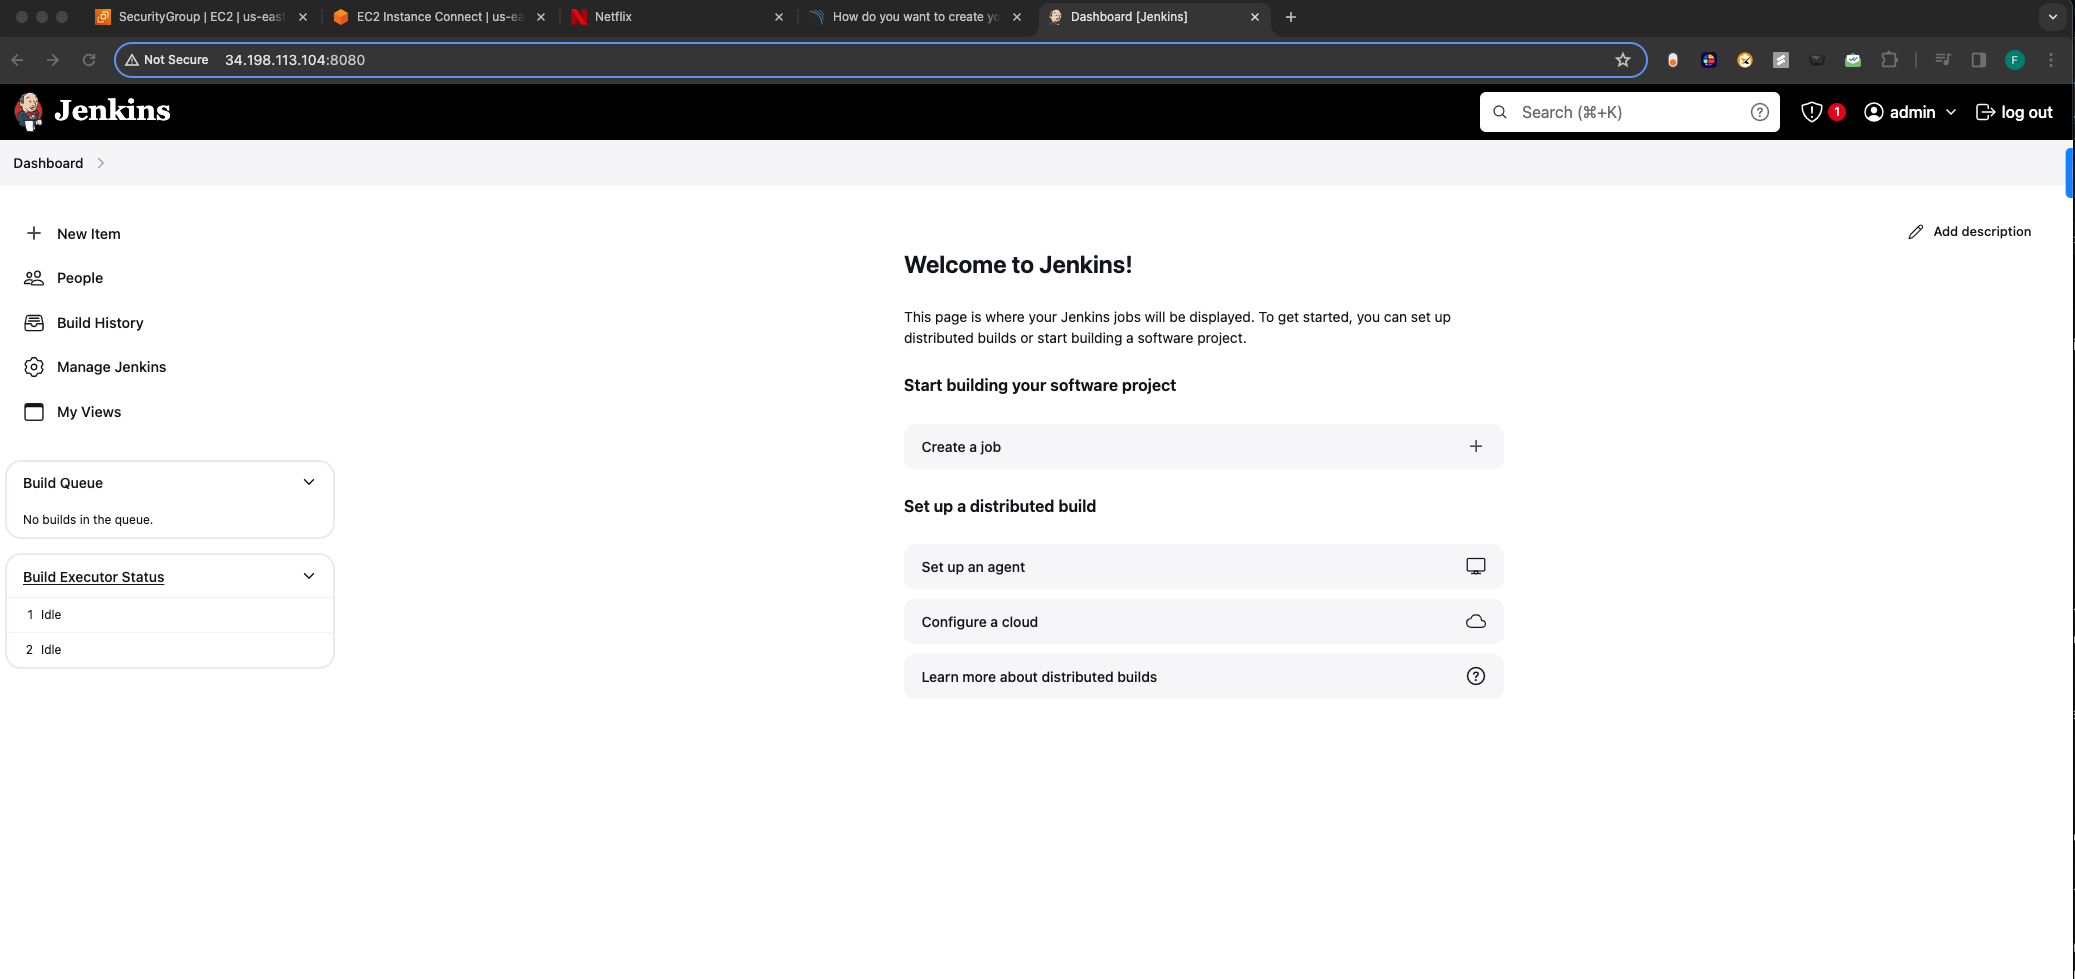 SecurityGroup | EC2 | us-east
EC2 Instance Connect | us-ea
Netflix
How do you want to create yo
Dashboard [Jenkins]
Not Secure
34.198.113.104:8080
F
Jenkins
Search (⌘+K)
1
admin
log out
Dashboard
New Item
People
Build History
Manage Jenkins
My Views
Build Queue
No builds in the queue.
Build Executor Status
1 Idle
2 Idle
Add description
Welcome to Jenkins!
This page is where your Jenkins jobs will be displayed. To get started, you can set up
distributed builds or start building a software project.
Start building your software project
Create a job
Set up a distributed build
Set up an agent
Configure a cloud
Learn more about distributed builds